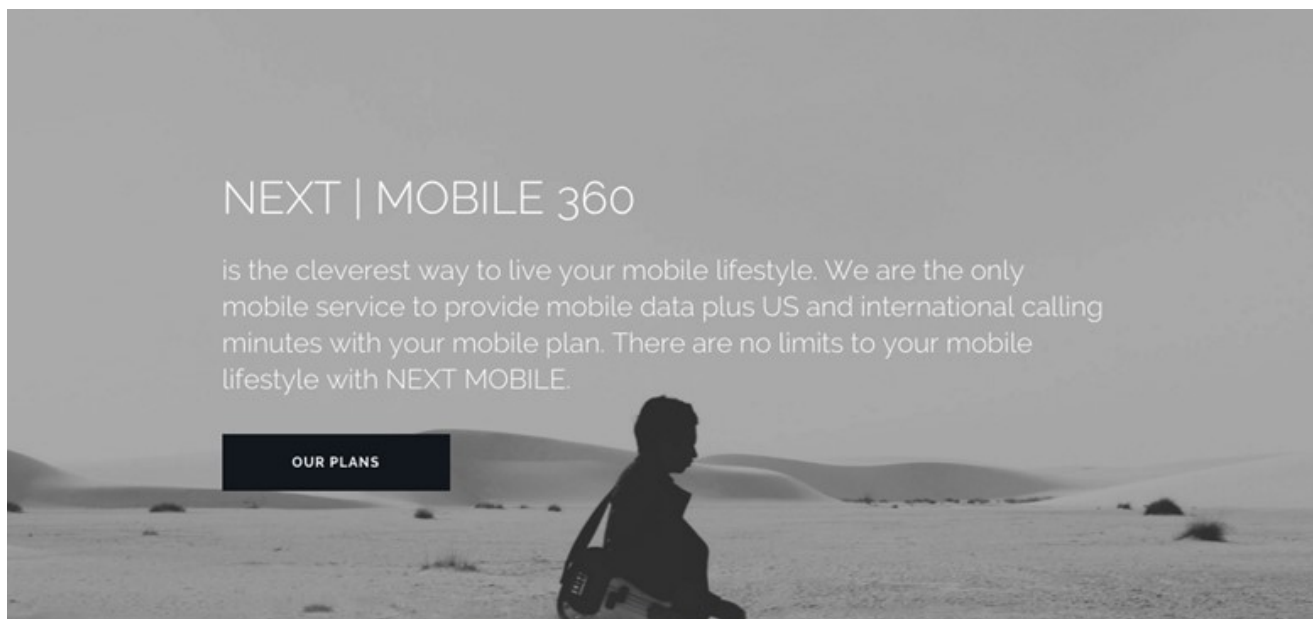 NEXT | MOBILE 360
is the cleverest way to live your mobile lifestyle. We are the only
mobile service to provide mobile data plus US and international calling
minutes with your mobile plan. There are no limits to your mobile
lifestyle with NEXT MOBILE.
OUR PLANS